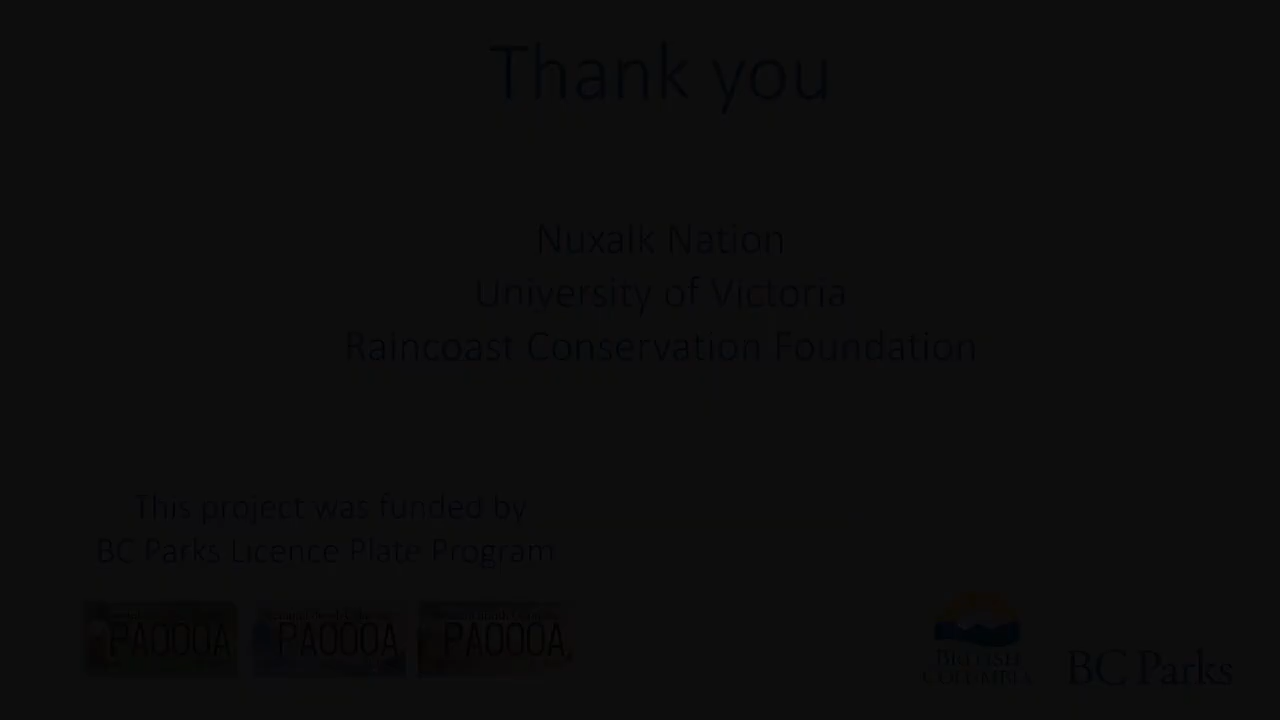 Thank you
Nuxalk Nation
University of Victoria
Raincoast Conservation Foundation
This project was funded by
BC Parks Licence Plate Program
PA000A PA000A PA000A
BRITISH
COLUMBIA
BC Parks